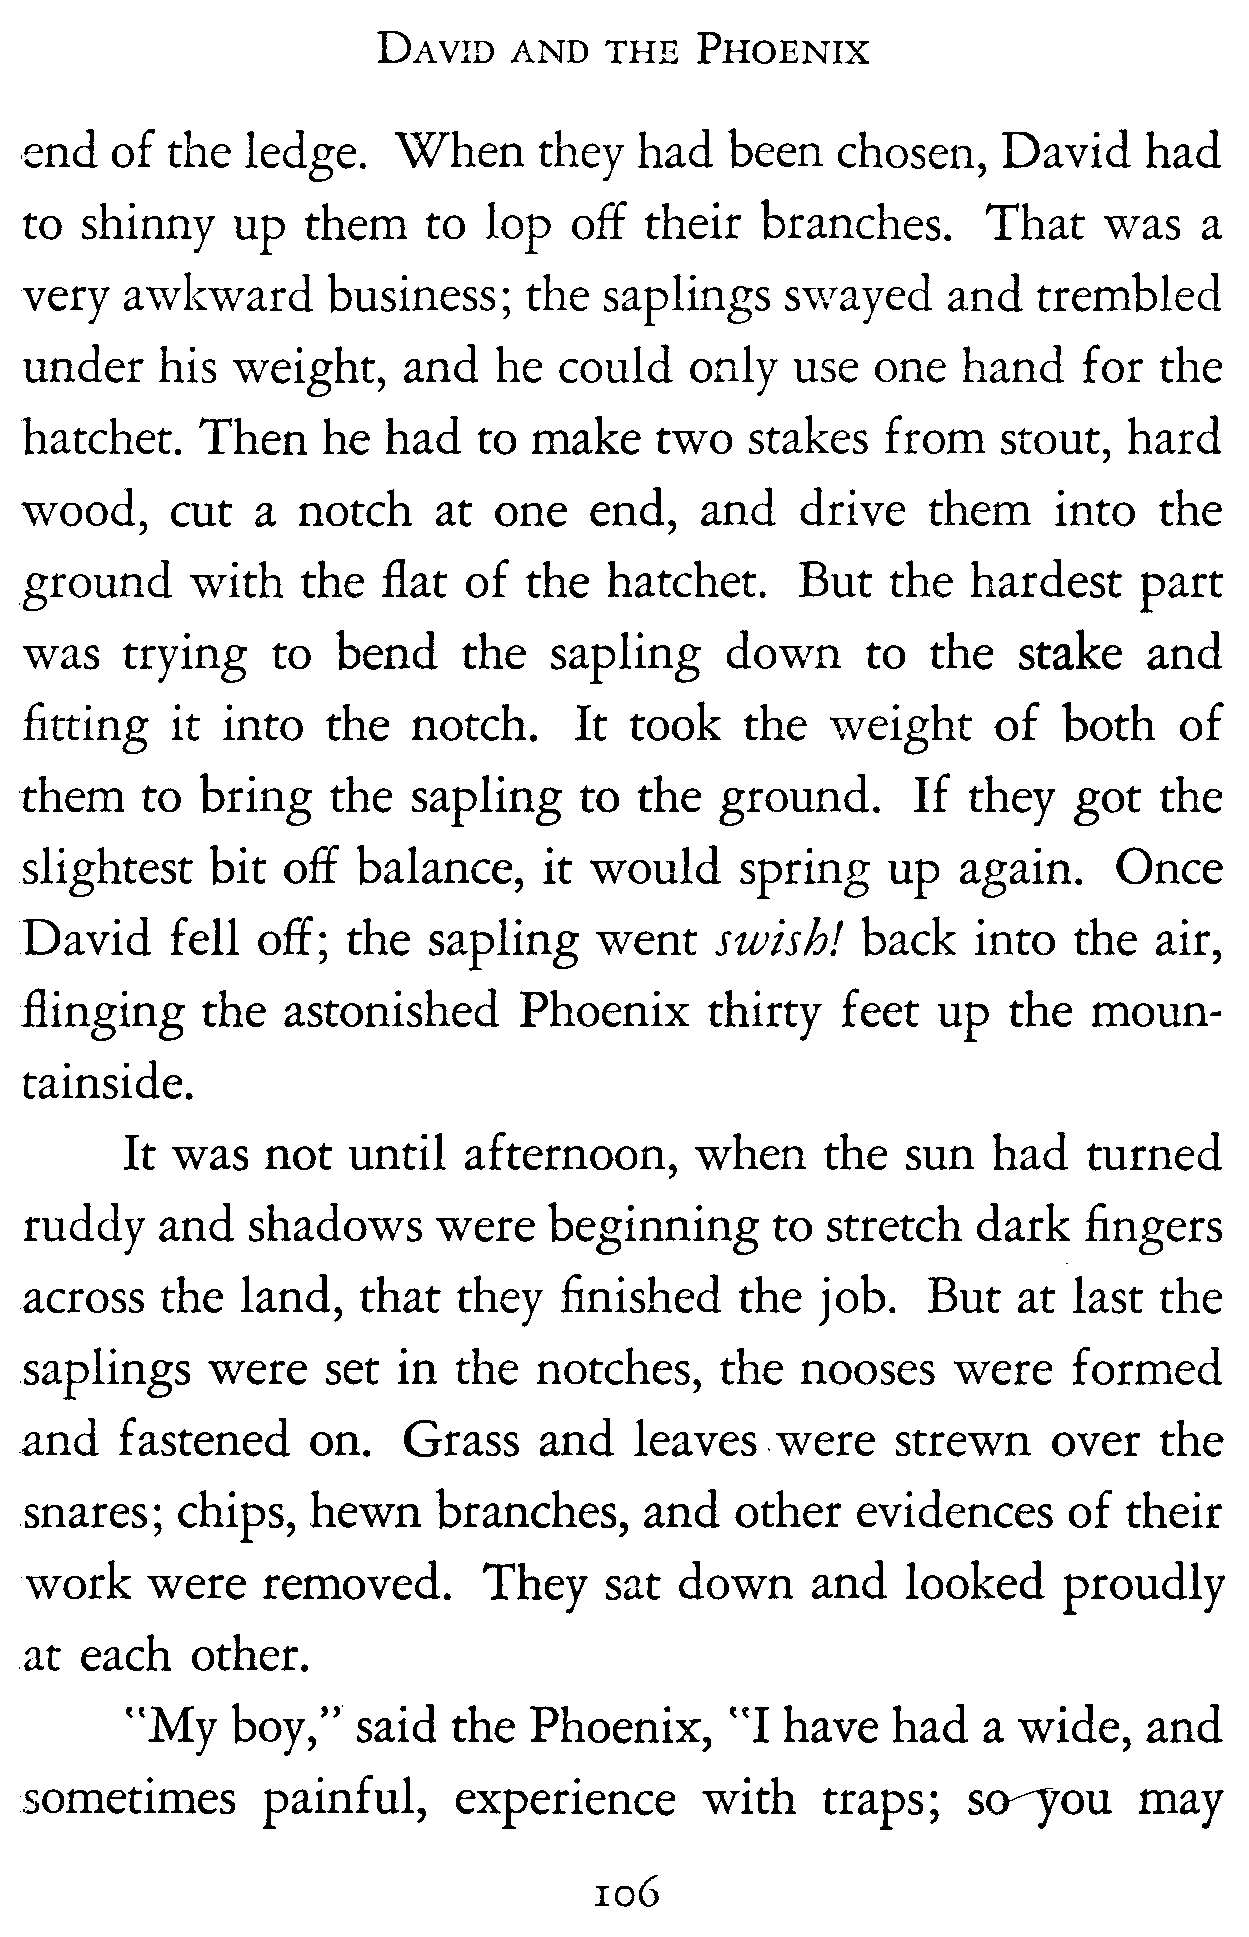 DAVID AND THE PHOENIX
end of the ledge. When they had been chosen, David had
to shinny up them to lop off their branches. That was a
very awkward business; the saplings swayed and trembled
under his weight, and he could only use one hand for the
hatchet. Then he had to make two stakes from stout, hard
wood, cut a notch at one end, and drive them into the
ground with the flat of the hatchet. But the hardest part
was trying to bend the sapling down to the stake and
fitting it into the notch. It took the weight of both of
them to bring the sapling to the ground. If they got the
slightest bit off balance, it would spring up again. Once
David fell off; the sapling went swish! back into the air,
flinging the astonished Phoenix thirty feet up the moun-
tainside.
It was not until afternoon, when the sun had turned
ruddy and shadows were beginning to stretch dark fingers
across the land, that they finished the job. But at last the
saplings were set in the notches, the nooses were formed
and fastened on. Grass and leaves were strewn over the
snares; chips, hewn branches, and other evidences of their
work were removed. They sat down and looked proudly
at each other.
"My boy," said the Phoenix, "I have had a wide, and
sometimes painful, experience with traps; so you may
106